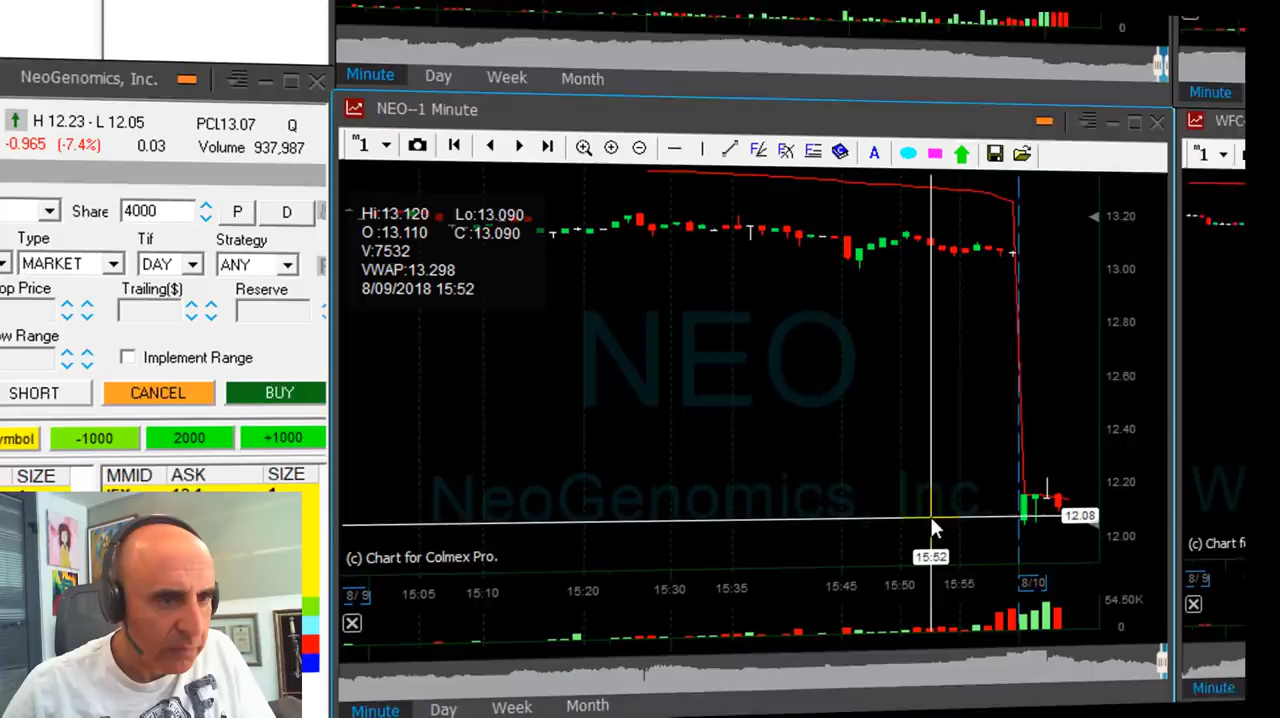 0
Minute Day Week Month
Minute
NeoGenomics, Inc.
H 12.23 - L 12.05 PCL13.07 Q
-0.965 (-7.4%) 0.03 Volume 937,987
Share 4000 P D
Type Tif Strategy
MARKET DAY ANY
op Price Trailing($) Reserve
ow Range
Implement Range
SHORT CANCEL BUY
ymbol -1000 2000 +1000
SIZE MMID ASK SIZE
NEO--1 Minute
WFC
m1 A
m1
Hi:13.120 Lo:13.090
O :13.110 C :13.090
V:7532
VWAP:13.298
8/09/2018 15:52
NEO
NeoGenomics Inc.
W
13.20
13.00
12.80
12.60
12.40
12.20
12.08
12.00
(c) Chart for Colmex Pro.
(c) Chart f
15:52
8/ 9 15:05 15:10 15:20 15:30 15:35 15:45 15:50 15:55 8/10
8/ 9
54.50K
0
Minute Day Week Month
Minute